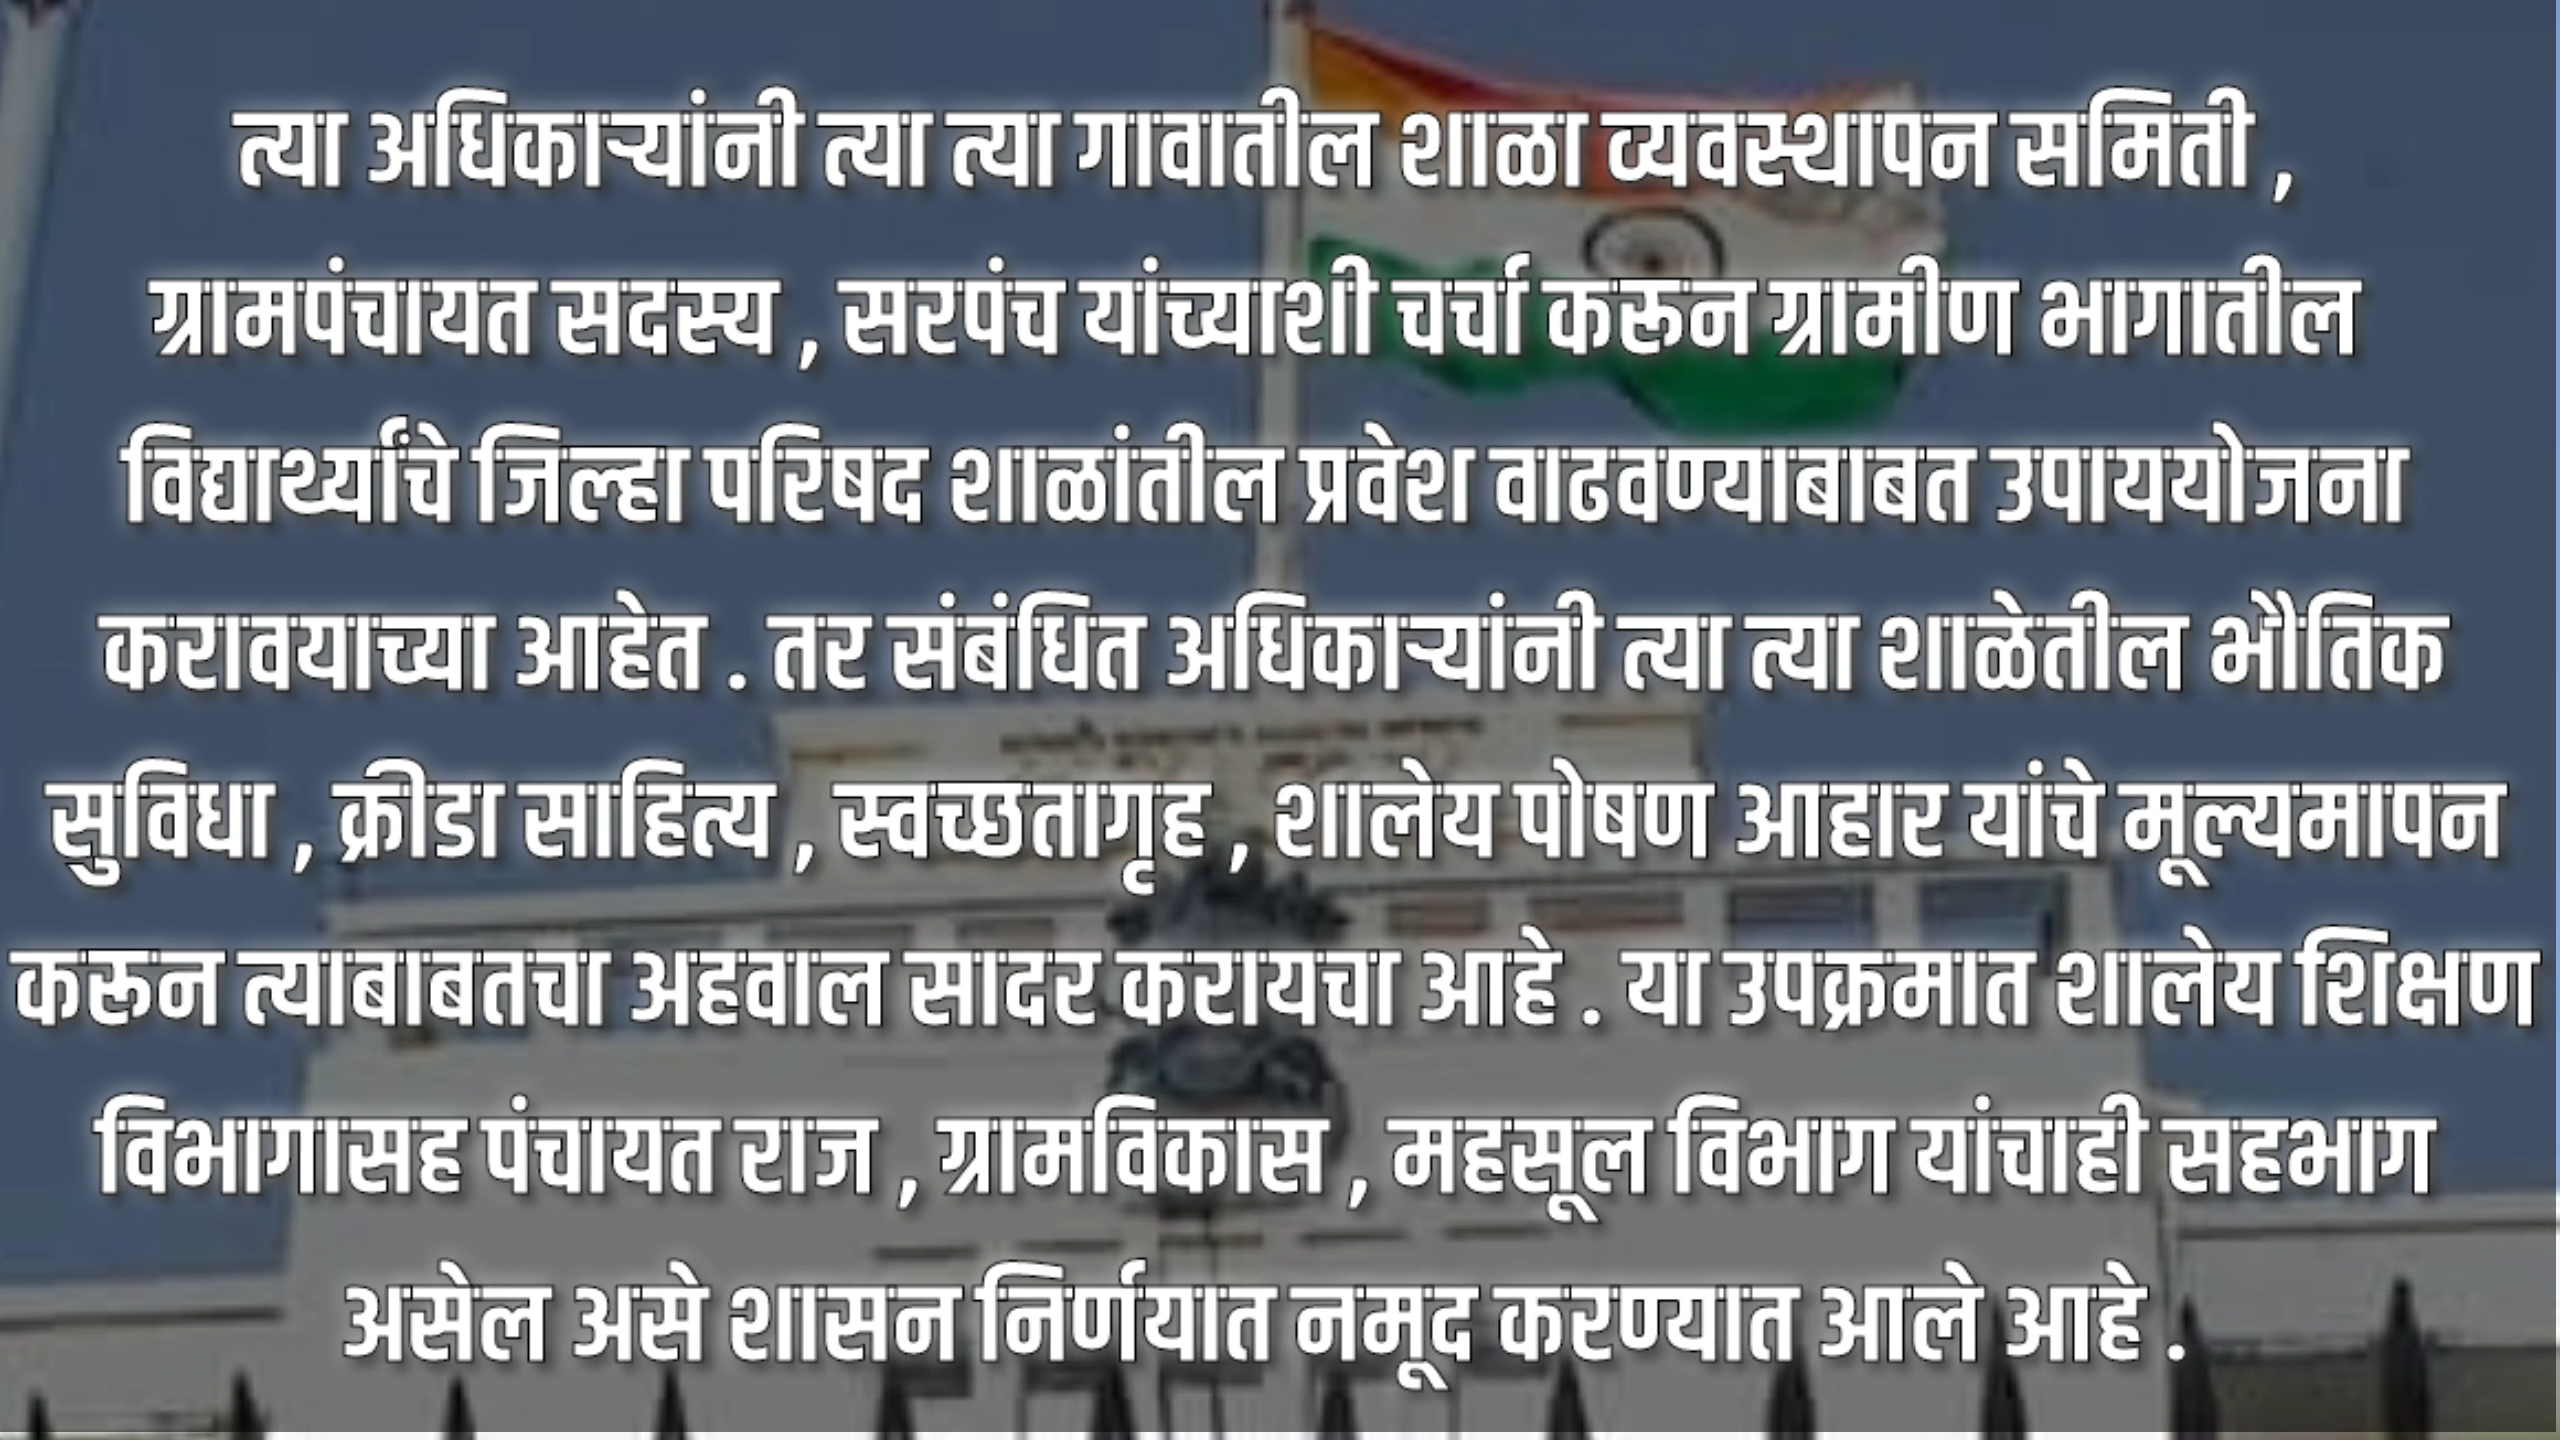 त्या अधिकाऱ्यांनी त्या त्या गावातील शाळा व्यवस्थापन समिती ,
ग्रामपंचायत सदस्य , सरपंच यांच्याशी चर्चा करून ग्रामीण भागातील
विद्यार्थ्यांचे जिल्हा परिषद शाळांतील प्रवेश वाढवण्याबाबत उपाययोजना
करावयाच्या आहेत . तर संबंधित अधिकाऱ्यांनी त्या त्या शाळेतील भौतिक
सुविधा , क्रीडा साहित्य , स्वच्छतागृह , शालेय पोषण आहार यांचे मूल्यमापन
करून त्याबाबतचा अहवाल सादर करायचा आहे . या उपक्रमात शालेय शिक्षण
विभागासह पंचायत राज , ग्रामविकास , महसूल विभाग यांचाही सहभाग
असेल असे शासन निर्णयात नमूद करण्यात आले आहे .